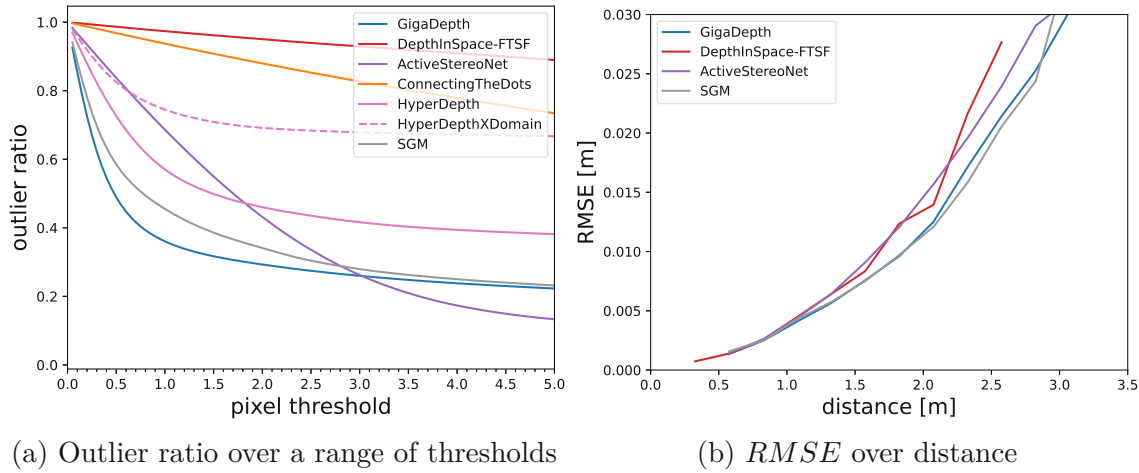 1.0
0.8
0.6
0.4
0.2
0.0
outlier ratio
0.0 0.5 1.0 1.5 2.0 2.5 3.0 3.5 4.0 4.5 5.0
pixel threshold
GigaDepth
DepthInSpace-FTSF
ActiveStereoNet
ConnectingTheDots
HyperDepth
HyperDepthXDomain
SGM
(a) Outlier ratio over a range of thresholds
0.030
0.025
0.020
0.015
0.010
0.005
0.000
RMSE [m]
0.0 0.5 1.0 1.5 2.0 2.5 3.0 3.5
distance [m]
GigaDepth
DepthInSpace-FTSF
ActiveStereoNet
SGM
(b) RMSE over distance